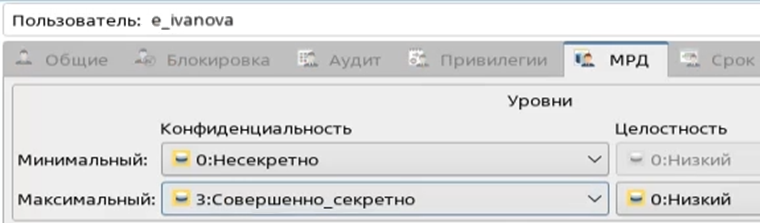 Пользователь: e_ivanova
Общие Блокировка Аудит Привилегии МРД Срок
Уровни
Конфиденциальность Целостность
Минимальный: 0:Несекретно 0:Низкий
Максимальный: 3:Совершенно_секретно 0:Низкий